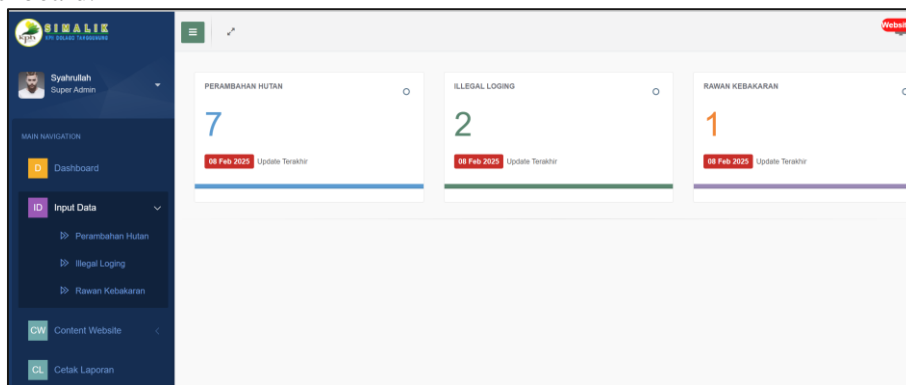 SIMALIK
Syahrullah
Super Admin
MAIN NAVIGATION
D Dashboard
ID Input Data
Perambahan Hutan
Illegal Loging
Rawan Kebakaran
CW Content Website
CL Cetak Laporan
PERAMBAHAN HUTAN
7
08 Feb 2025 Update Terakhir
ILLEGAL LOGING
2
08 Feb 2025 Update Terakhir
RAWAN KEBAKARAN
1
08 Feb 2025 Update Terakhir